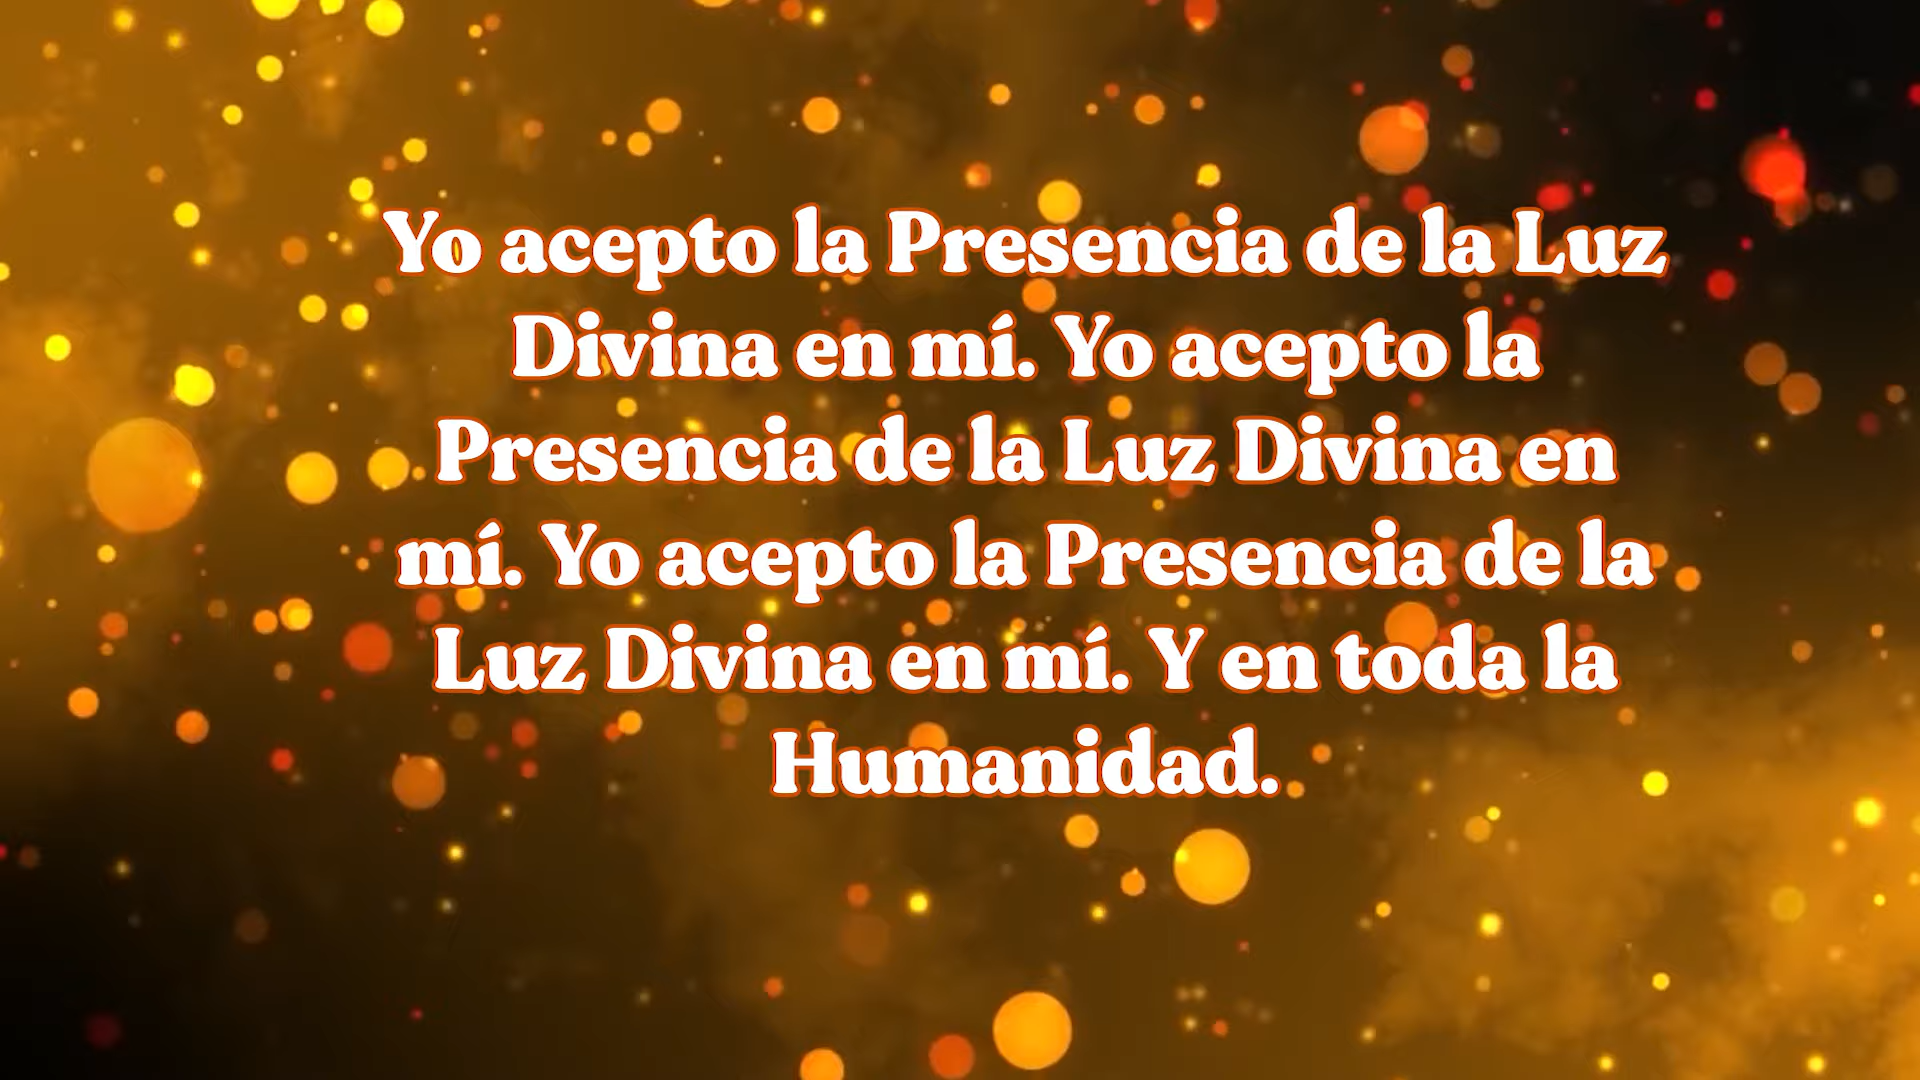 Yo acepto la Presencia de la Luz
Divina en mí. Yo acepto la
Presencia de la Luz Divina en
mí. Yo acepto la Presencia de la
Luz Divina en mí. Y en toda la
Humanidad.